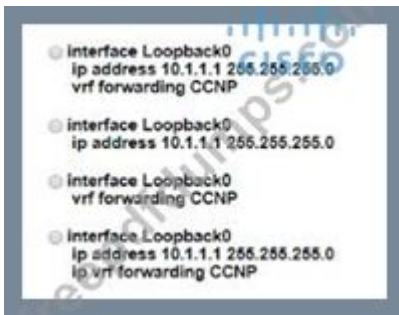 CISCO
interface Loopback0
ip address 10.1.1.1 255.255.255.0
vrf forwarding CCNP
interface Loopback0
ip address 10.1.1.1 255.255.255.0
interface Loopback0
vrf forwarding CCNP
interface Loopback0
ip address 10.1.1.1 255.255.255.0
ip vrf forwarding CCNP